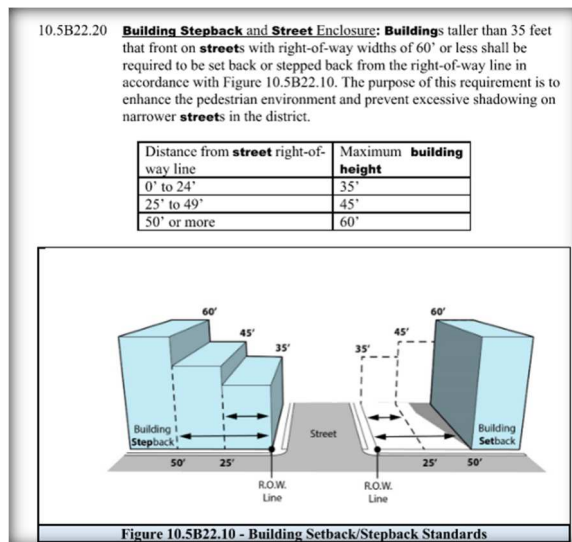 10.5B22.20 Building Stepback and Street Enclosure: Buildings taller than 35 feet
that front on streets with right-of-way widths of 60’ or less shall be
required to be set back or stepped back from the right-of-way line in
accordance with Figure 10.5B22.10. The purpose of this requirement is to
enhance the pedestrian environment and prevent excessive shadowing on
narrower streets in the district.
Distance from street right-of-way line
Maximum building height
0’ to 24’ 35’
25’ to 49’ 45’
50’ or more 60’
60' 60'
45' 45'
35' 35'
Building
Stepback
Street
Building
Setback
50' 25' 25' 50'
R.O.W. R.O.W.
Line Line
Figure 10.5B22.10 - Building Setback/Stepback Standards